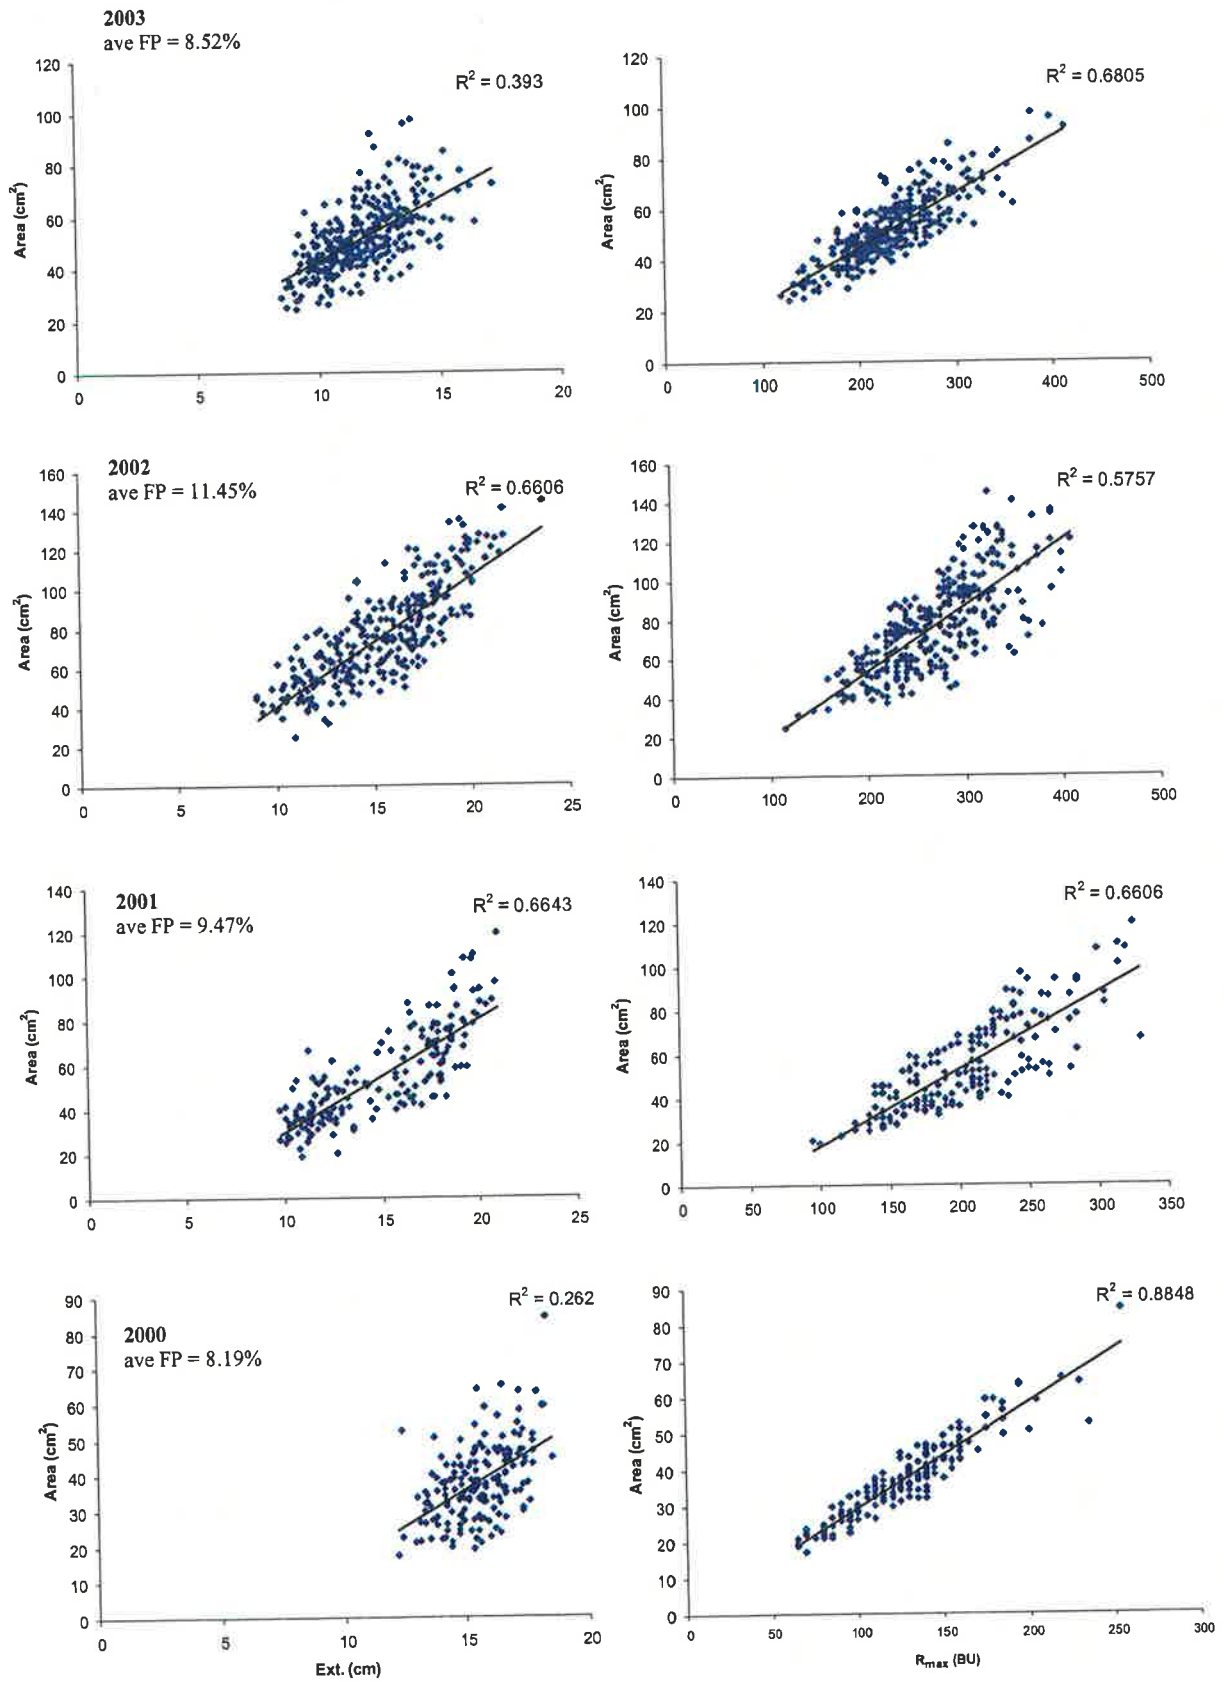 2003
ave FP = 8.52%
R² = 0.393
120
100
80
60
40
20
0
Area (cm²)
0 5 10 15 20
R² = 0.6805
120
100
80
60
40
20
0
Area (cm²)
0 100 200 300 400 500
2002
ave FP = 11.45%
R² = 0.6606
160
140
120
100
80
60
40
20
0
Area (cm²)
0 5 10 15 20 25
R² = 0.5757
160
140
120
100
80
60
40
20
0
Area (cm²)
0 100 200 300 400 500
2001
ave FP = 9.47%
R² = 0.6643
140
120
100
80
60
40
20
0
Area (cm²)
0 5 10 15 20 25
R² = 0.6606
140
120
100
80
60
40
20
0
Area (cm²)
0 50 100 150 200 250 300 350
2000
ave FP = 8.19%
R² = 0.262
90
80
70
60
50
40
30
20
10
0
Area (cm²)
0 5 10 15 20
Ext. (cm)
R² = 0.8848
90
80
70
60
50
40
30
20
10
0
Area (cm²)
0 50 100 150 200 250 300
Rmax (BU)